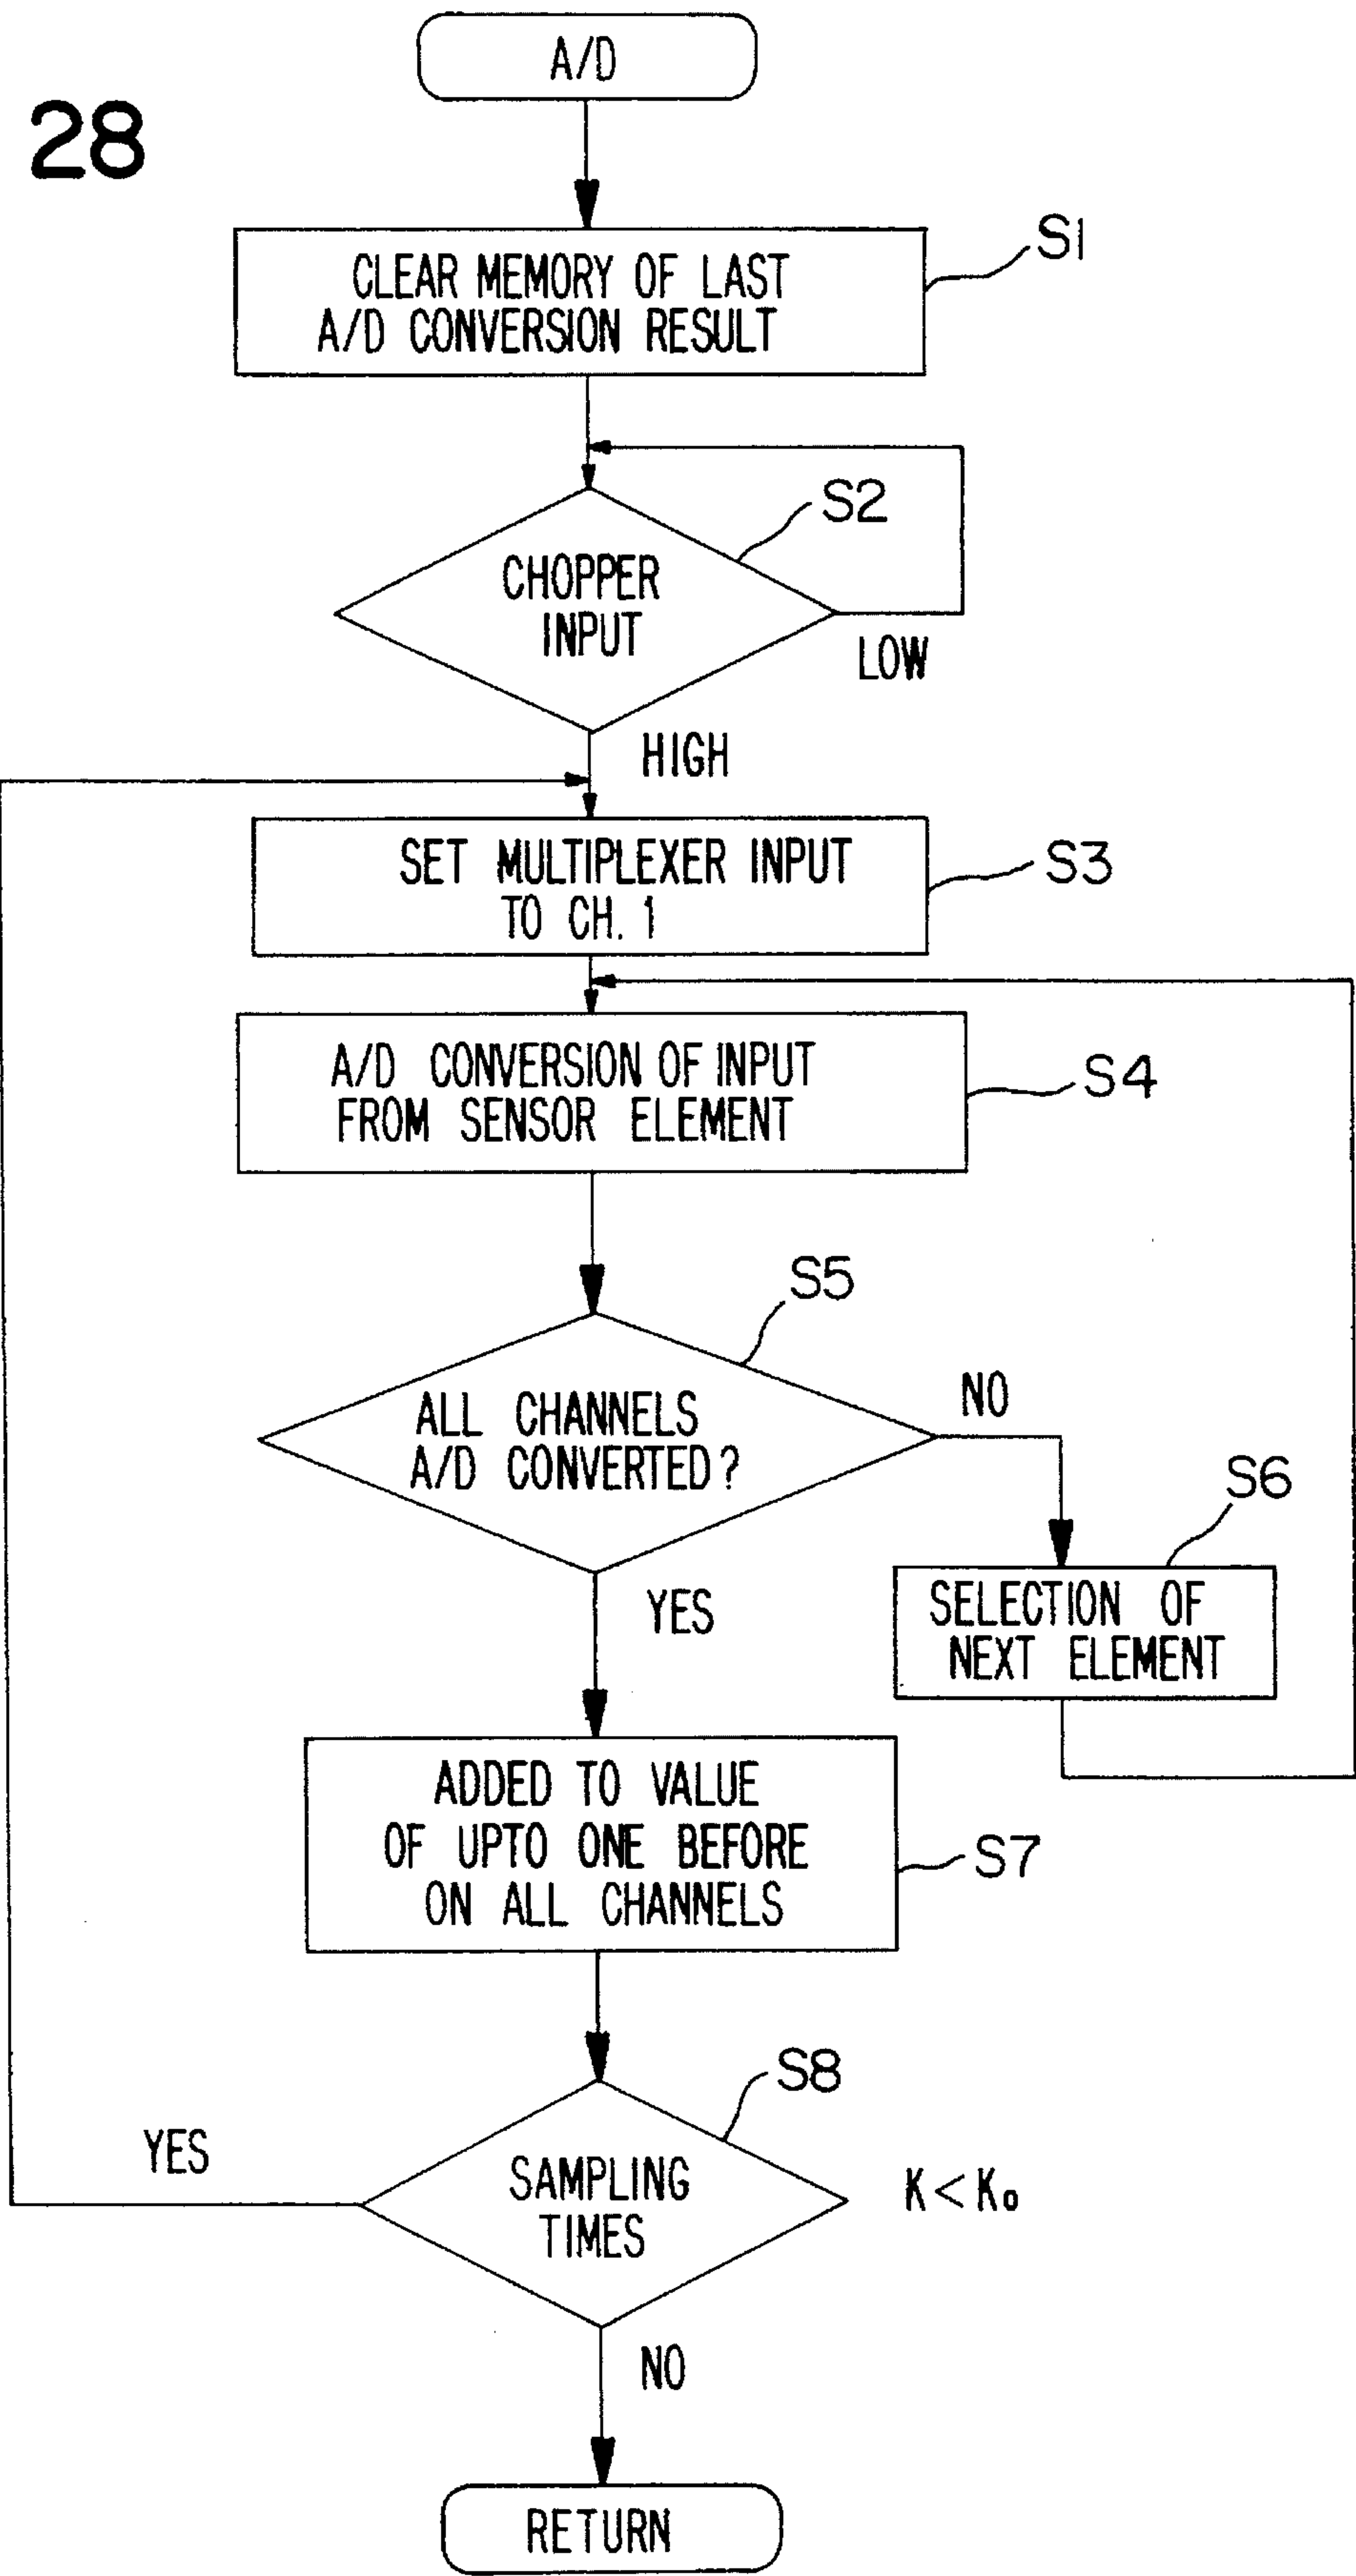 A/D
28
S1
CLEAR MEMORY OF LAST
A/D CONVERSION RESULT
S2
CHOPPER
INPUT
LOW
HIGH
SET MULTIPLEXER INPUT
TO CH. 1
S3
A/D CONVERSION OF INPUT
FROM SENSOR ELEMENT
S4
S5
ALL CHANNELS
A/D CONVERTED?
NO
S6
SELECTION OF
NEXT ELEMENT
YES
ADDED TO VALUE
OF UPTO ONE BEFORE
ON ALL CHANNELS
S7
S8
YES
SAMPLING
TIMES
K < K₀
NO
RETURN